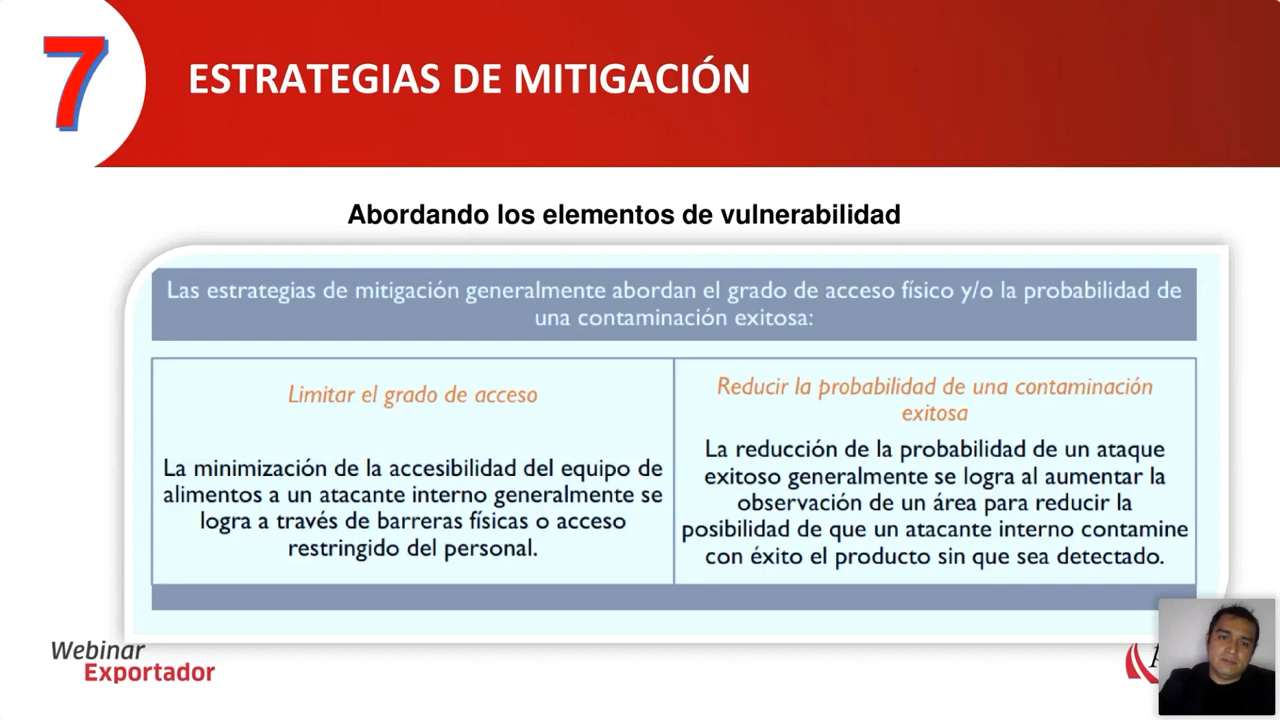 7
ESTRATEGIAS DE MITIGACIÓN
Abordando los elementos de vulnerabilidad
Las estrategias de mitigación generalmente abordan el grado de acceso físico y/o la probabilidad de
una contaminación exitosa:
Limitar el grado de acceso
La minimización de la accesibilidad del equipo de
alimentos a un atacante interno generalmente se
logra a través de barreras físicas o acceso
restringido del personal.
Reducir la probabilidad de una contaminación
exitosa
La reducción de la probabilidad de un ataque
exitoso generalmente se logra al aumentar la
observación de un área para reducir la
posibilidad de que un atacante interno contamine
con éxito el producto sin que sea detectado.
Webinar
Exportador